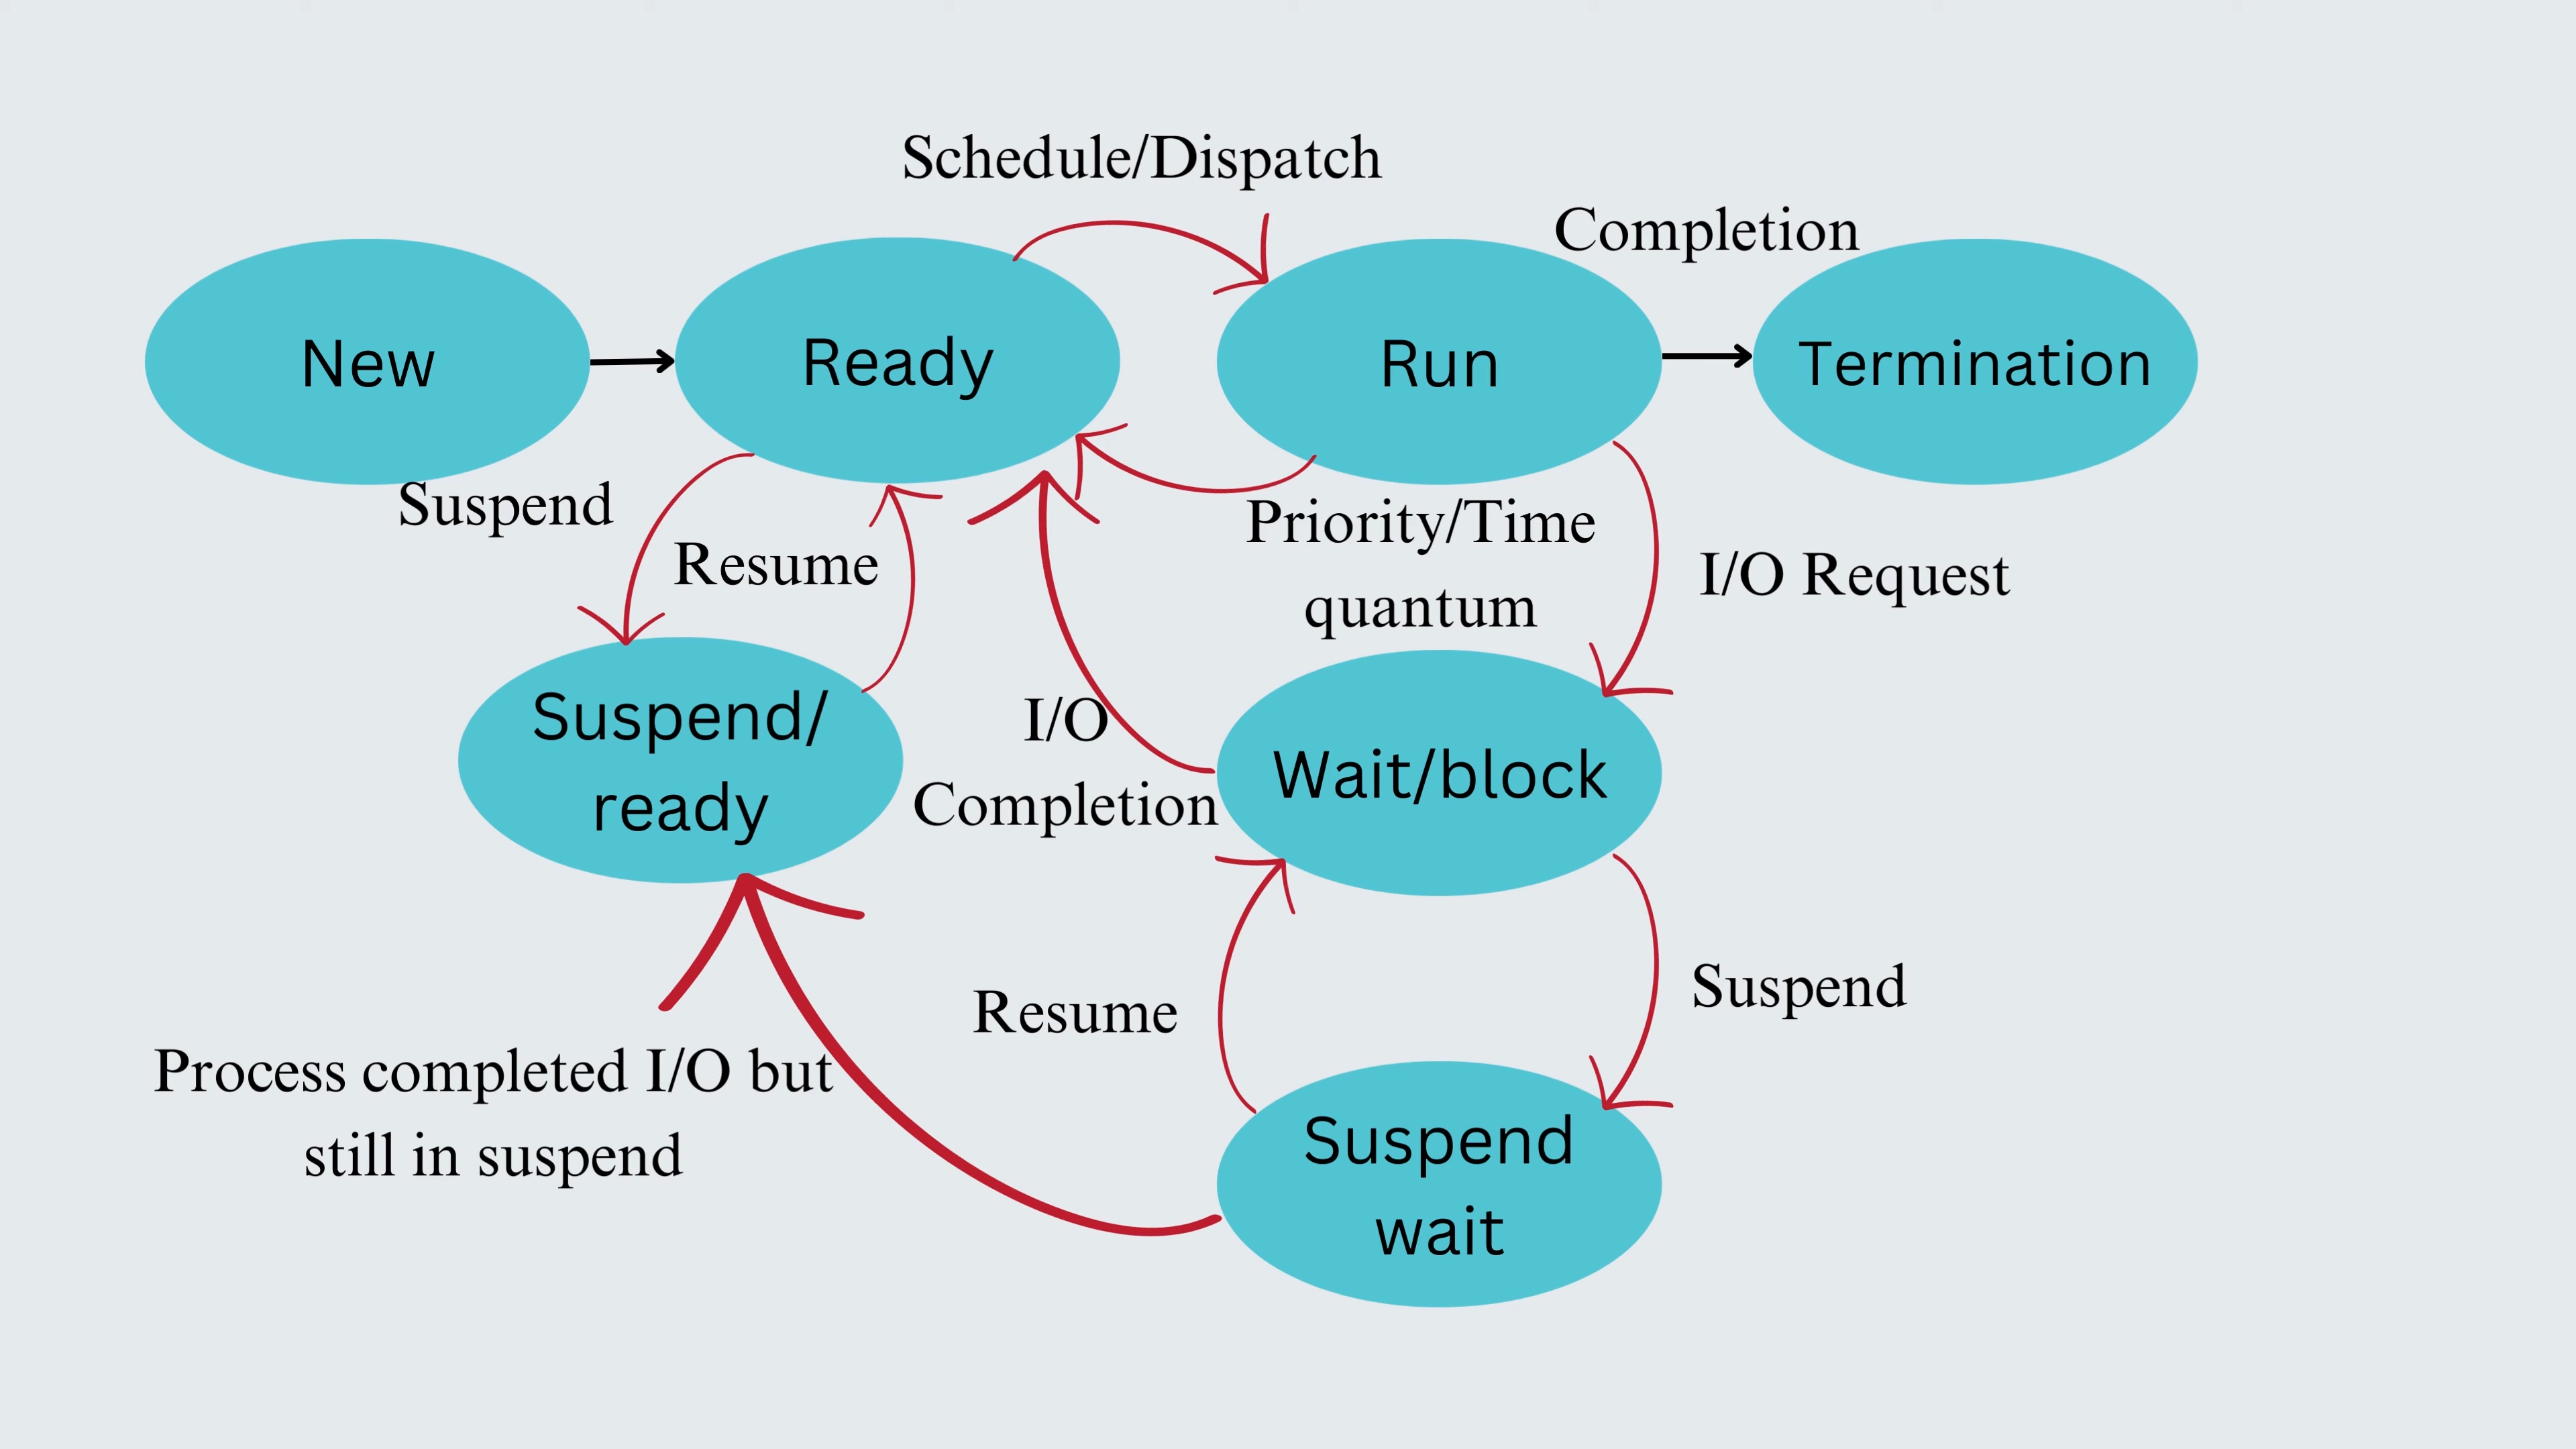 Schedule/Dispatch
Completion
New
Ready
Run
Termination
Suspend
Resume
Priority/Time
quantum
I/O Request
Suspend/
ready
I/O
Completion
Wait/block
Resume
Suspend
Process completed I/O but
still in suspend
Suspend
wait